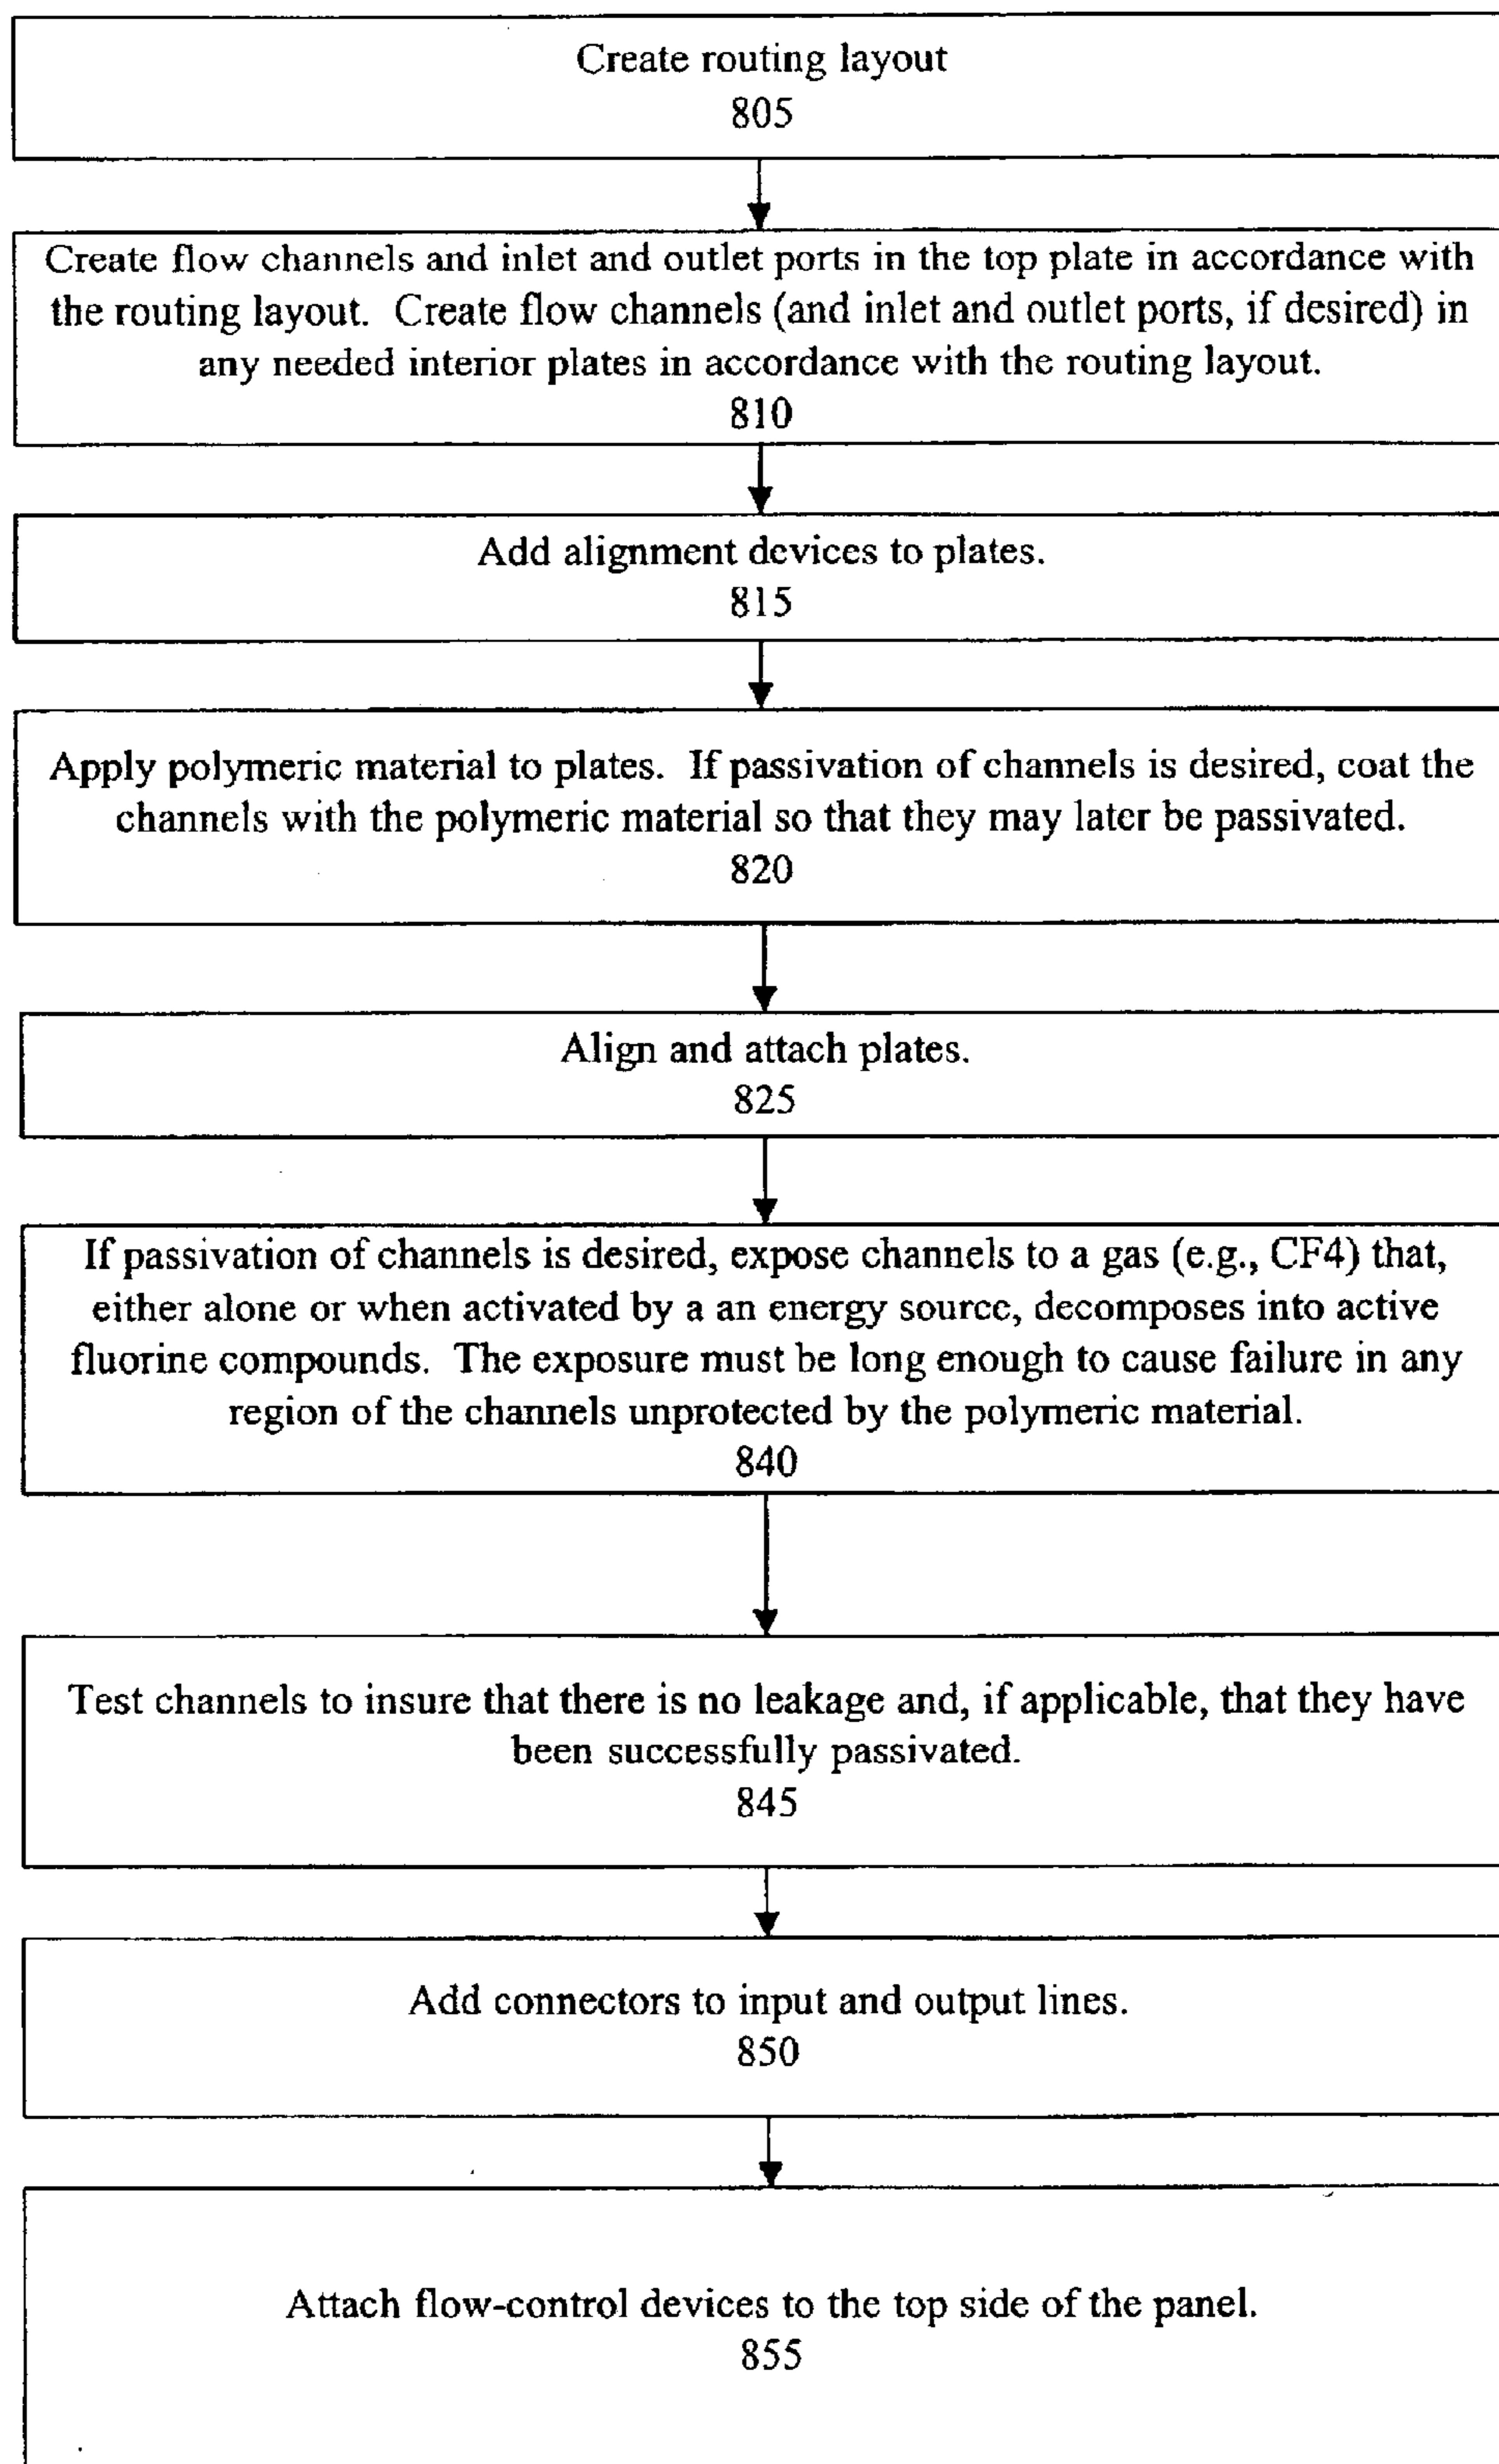 Create routing layout
805
Create flow channels and inlet and outlet ports in the top plate in accordance with
the routing layout. Create flow channels (and inlet and outlet ports, if desired) in
any needed interior plates in accordance with the routing layout.
810
Add alignment devices to plates.
815
Apply polymeric material to plates. If passivation of channels is desired, coat the
channels with the polymeric material so that they may later be passivated.
820
Align and attach plates.
825
If passivation of channels is desired, expose channels to a gas (e.g., CF4) that,
either alone or when activated by a an energy source, decomposes into active
fluorine compounds. The exposure must be long enough to cause failure in any
region of the channels unprotected by the polymeric material.
840
Test channels to insure that there is no leakage and, if applicable, that they have
been successfully passivated.
845
Add connectors to input and output lines.
850
Attach flow-control devices to the top side of the panel.
855